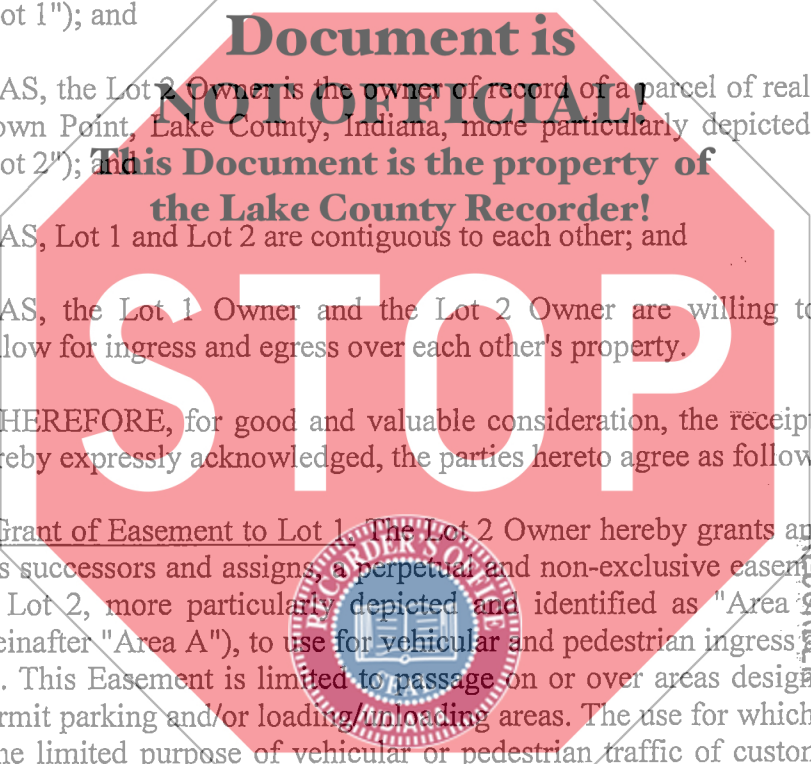 ot 1"); and
Document is
AS, the Lot 2 Owner is the owner of record of a parcel of real
NOT OFFICIAL!
own Point, Lake County, Indiana, more particularly depicted
ot 2"); and
This Document is the property of
the Lake County Recorder!
AS, Lot 1 and Lot 2 are contiguous to each other; and
STOP
AS, the Lot 1 Owner and the Lot 2 Owner are willing to
llow for ingress and egress over each other's property.
HEREFORE, for good and valuable consideration, the receip
reby expressly acknowledged, the parties hereto agree as follow
Grant of Easement to Lot 1. The Lot 2 Owner hereby grants an
s successors and assigns, a perpetual and non-exclusive easem
Lot 2, more particularly depicted and identified as "Area
einafter "Area A"), to use for vehicular and pedestrian ingress
. This Easement is limited to passage on or over areas design
rmit parking and/or loading/unloading areas. The use for which
ne limited purpose of vehicular or pedestrian traffic of custom
RECORDER'S OFFICE
SEAL
INDIANA